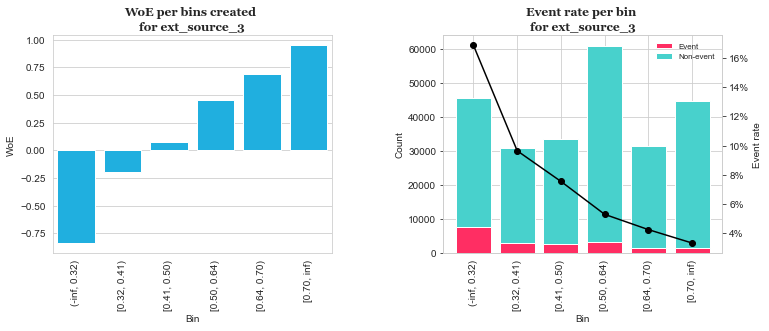 WoE per bins created
for ext_source_3
WoE
1.00
0.75
0.50
0.25
0.00
−0.25
−0.50
−0.75
(-inf, 0.32)
[0.32, 0.41)
[0.41, 0.50)
[0.50, 0.64)
[0.64, 0.70)
[0.70, inf)
Bin
Event rate per bin
for ext_source_3
Count
60000
50000
40000
30000
20000
10000
0
Event
Non-event
16%
14%
12%
10%
8%
6%
4%
Event rate
(-inf, 0.32)
[0.32, 0.41)
[0.41, 0.50)
[0.50, 0.64)
[0.64, 0.70)
[0.70, inf)
Bin